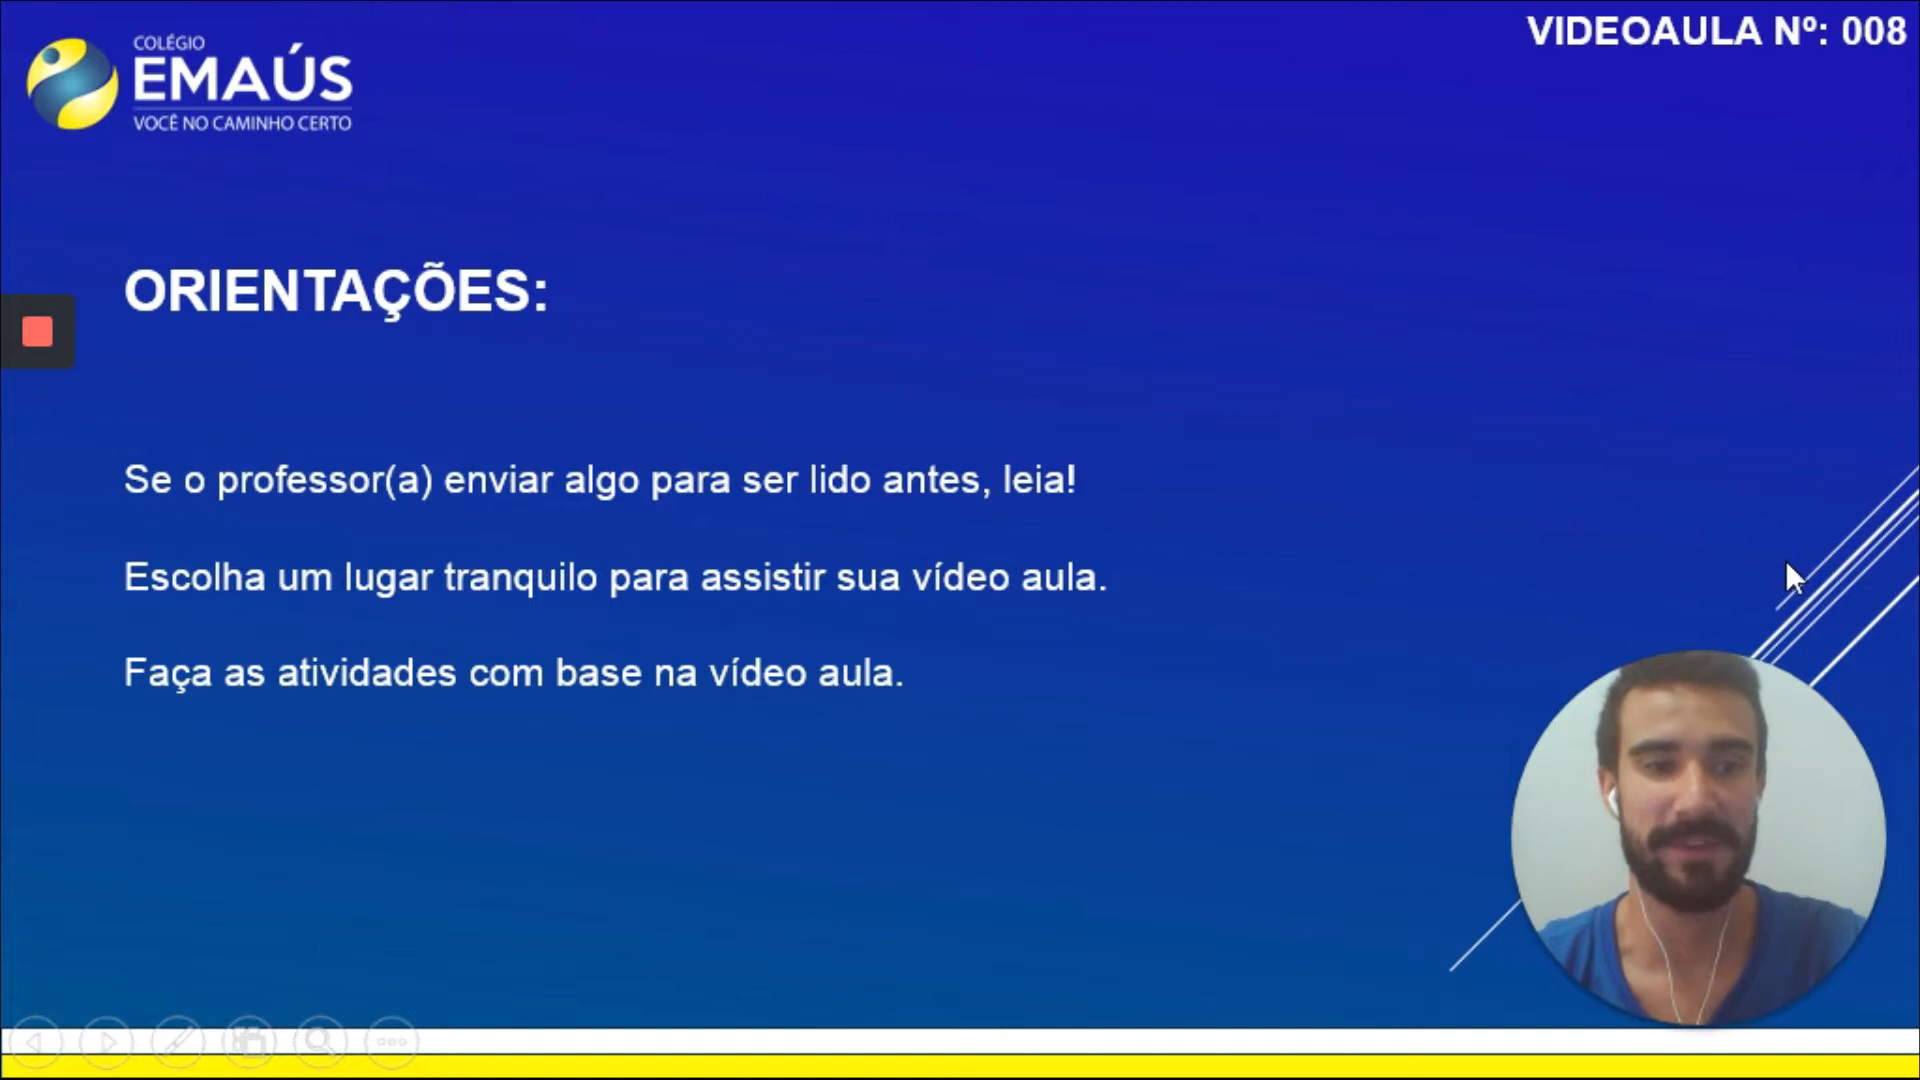 COLÉGIO
EMAÚS
VOCÊ NO CAMINHO CERTO
VIDEOAULA Nº: 008
ORIENTAÇÕES:
Se o professor(a) enviar algo para ser lido antes, leia!
Escolha um lugar tranquilo para assistir sua vídeo aula.
Faça as atividades com base na vídeo aula.